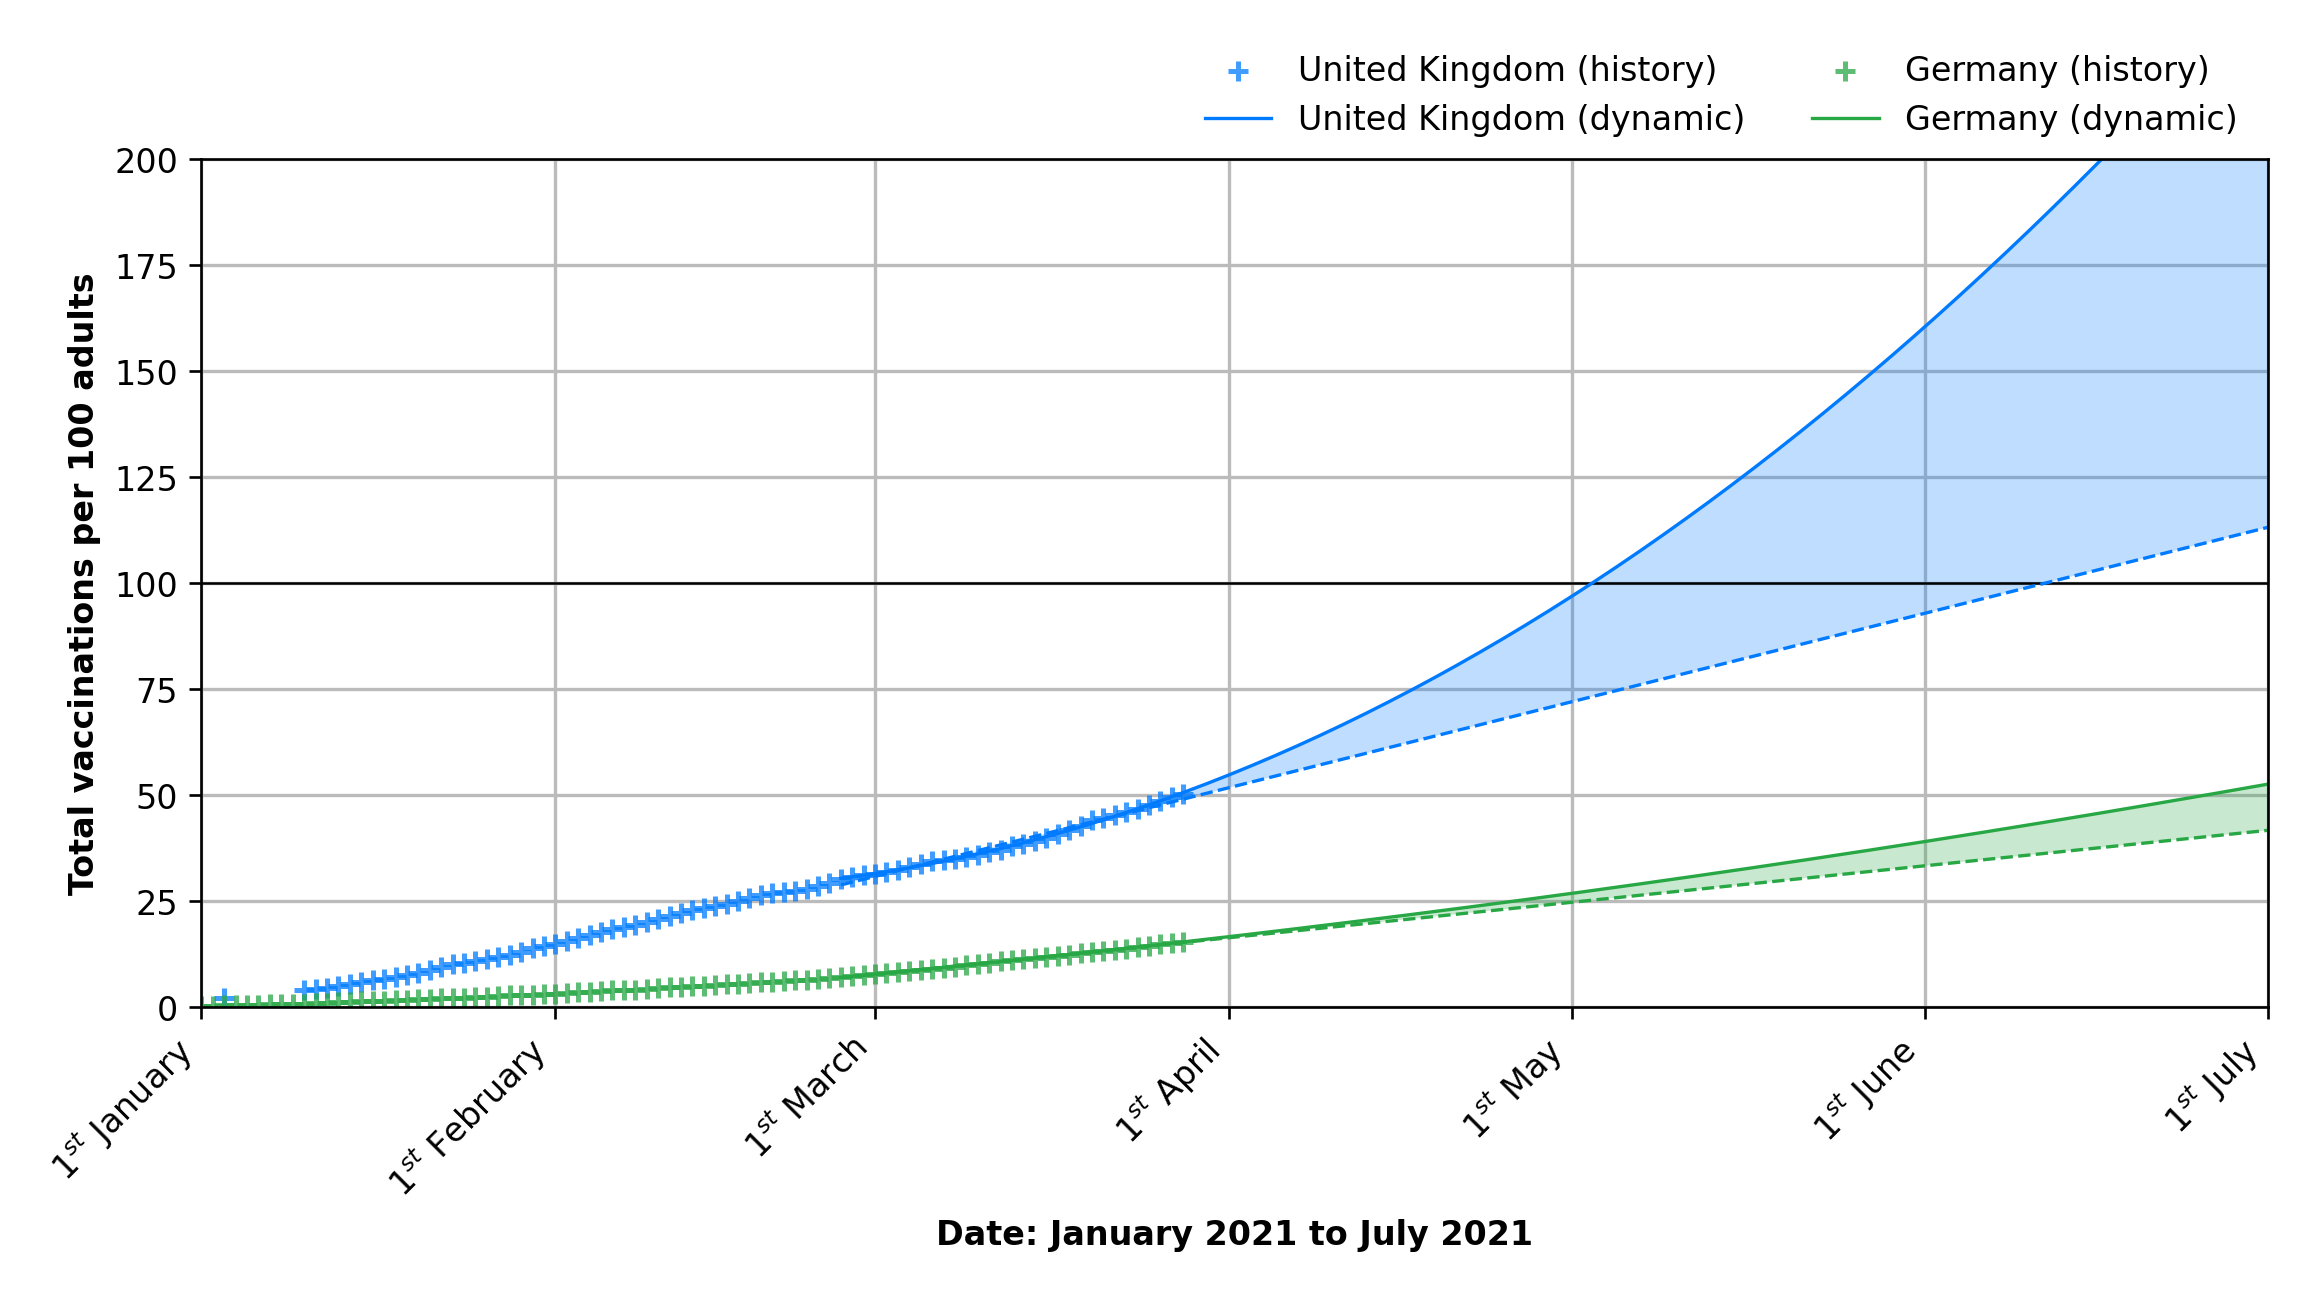 United Kingdom (history)
United Kingdom (dynamic)
Germany (history)
Germany (dynamic)
Total vaccinations per 100 adults
200
175
150
125
100
75
50
25
0
1st January
1st February
1st March
1st April
1st May
1st June
1st July
Date: January 2021 to July 2021